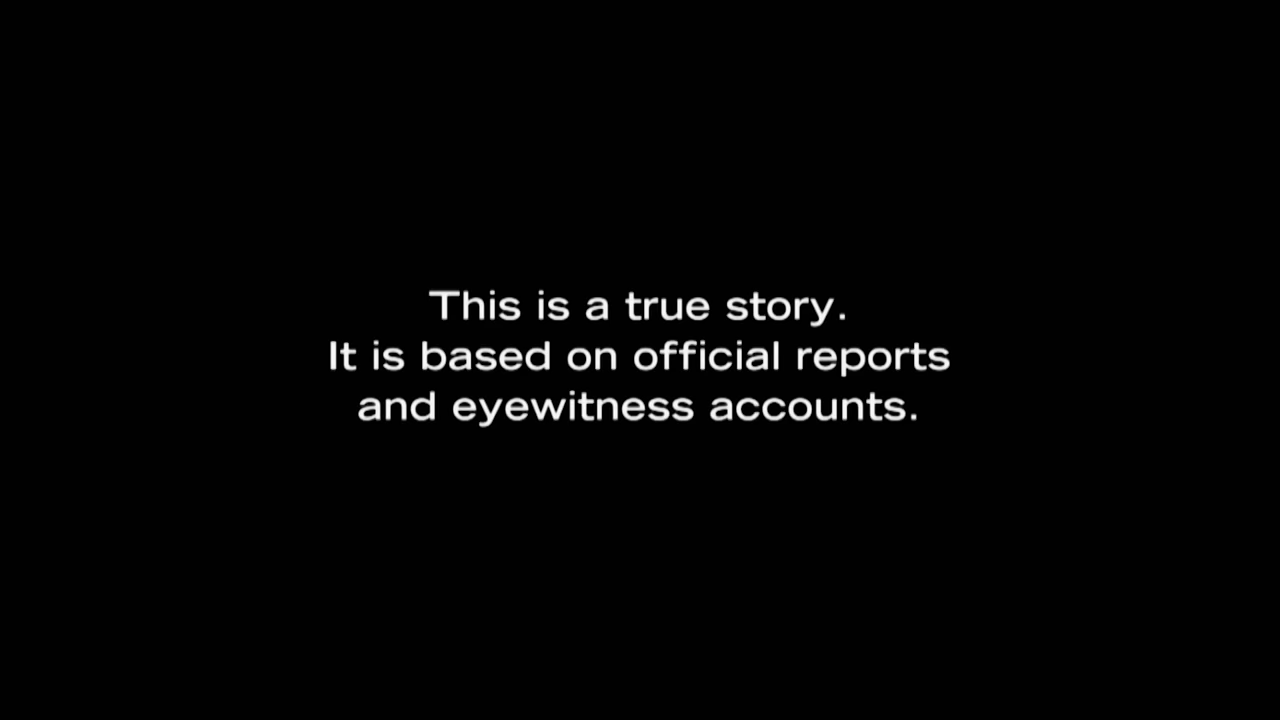 This is a true story.
It is based on official reports
and eyewitness accounts.